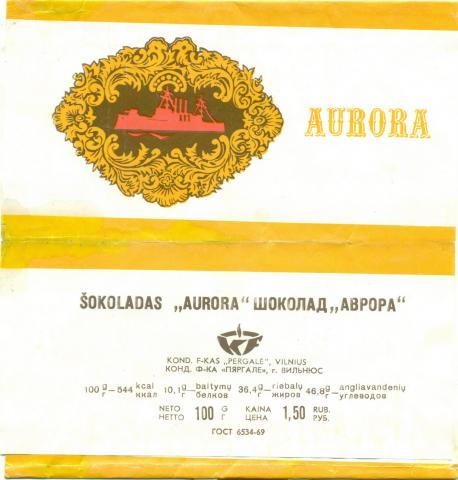 AURORA
ŠOKOLADAS „AURORA“ ШОКОЛАД „АВРОРА“
KOND. F-KAS „PERGALĖ“, VILNIUS
КОНД. Ф-КА «ПЯРГАЛЕ», г. ВИЛЬНЮС
100 g/г—544 kcal/ккал 10,1 g/г—baltymų/белков 36,4 g/г—riebalų/жиров 46,8 g/г—angliavandenių/углеводов
NETO/НЕТТО 100 G/Г KAINA/ЦЕНА 1,50 RUB./РУБ.
ГОСТ 6534-69